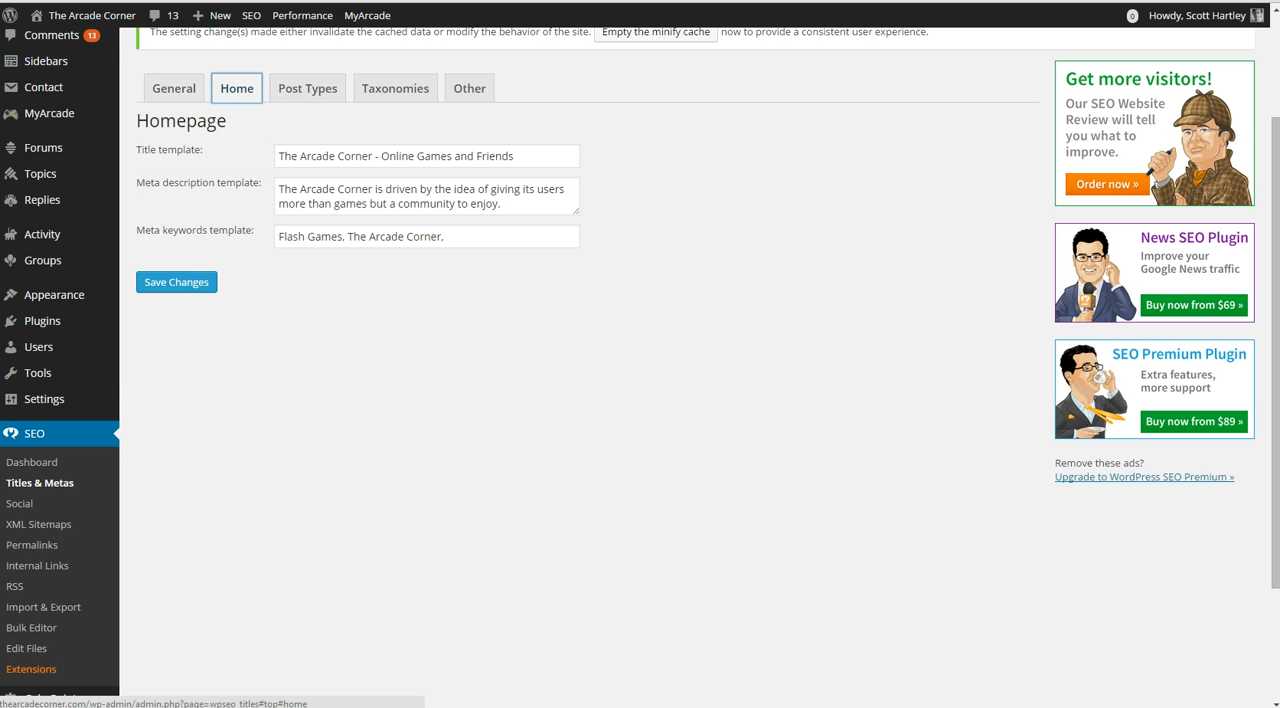 The Arcade Corner
13
New
SEO
Performance
MyArcade
0
Howdy, Scott Hartley
Comments 13
Sidebars
Contact
MyArcade
Forums
Topics
Replies
Activity
Groups
Appearance
Plugins
Users
Tools
Settings
SEO
Dashboard
Titles & Metas
Social
XML Sitemaps
Permalinks
Internal Links
RSS
Import & Export
Bulk Editor
Edit Files
Extensions
The setting change(s) made either invalidate the cached data or modify the behavior of the site. Empty the minify cache now to provide a consistent user experience.
General
Home
Post Types
Taxonomies
Other
Homepage
Title template:
The Arcade Corner - Online Games and Friends
Meta description template:
The Arcade Corner is driven by the idea of giving its users
more than games but a community to enjoy.
Meta keywords template:
Flash Games, The Arcade Corner,
Save Changes
Get more visitors!
Our SEO Website
Review will tell
you what to
improve.
Order now »
News SEO Plugin
Improve your
Google News traffic
Buy now from $69 »
SEO Premium Plugin
Extra features,
more support
Buy now from $89 »
Remove these ads?
Upgrade to WordPress SEO Premium »
thearcadecorner.com/wp-admin/admin.php?page=wpseo_titles#top#home